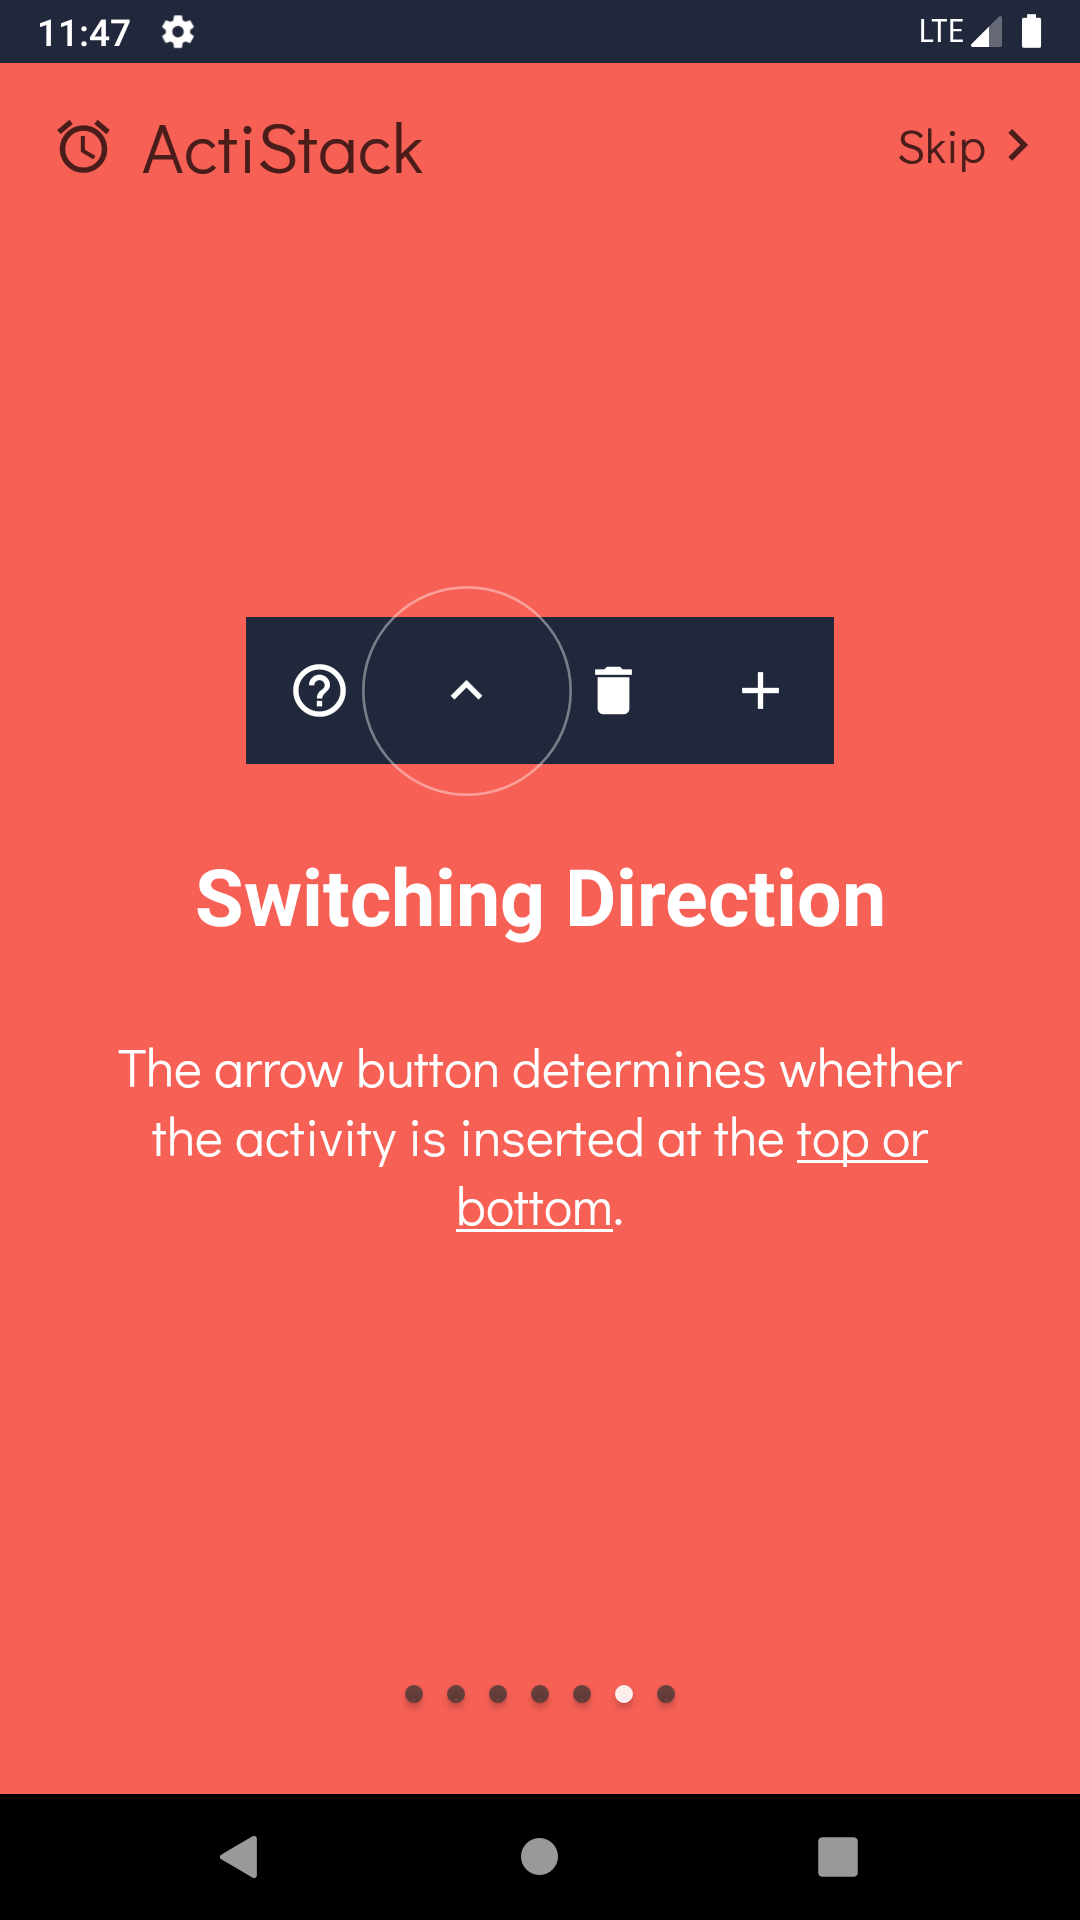 11:47
LTE
ActiStack
Skip
Switching Direction
The arrow button determines whether
the activity is inserted at the top or
bottom.